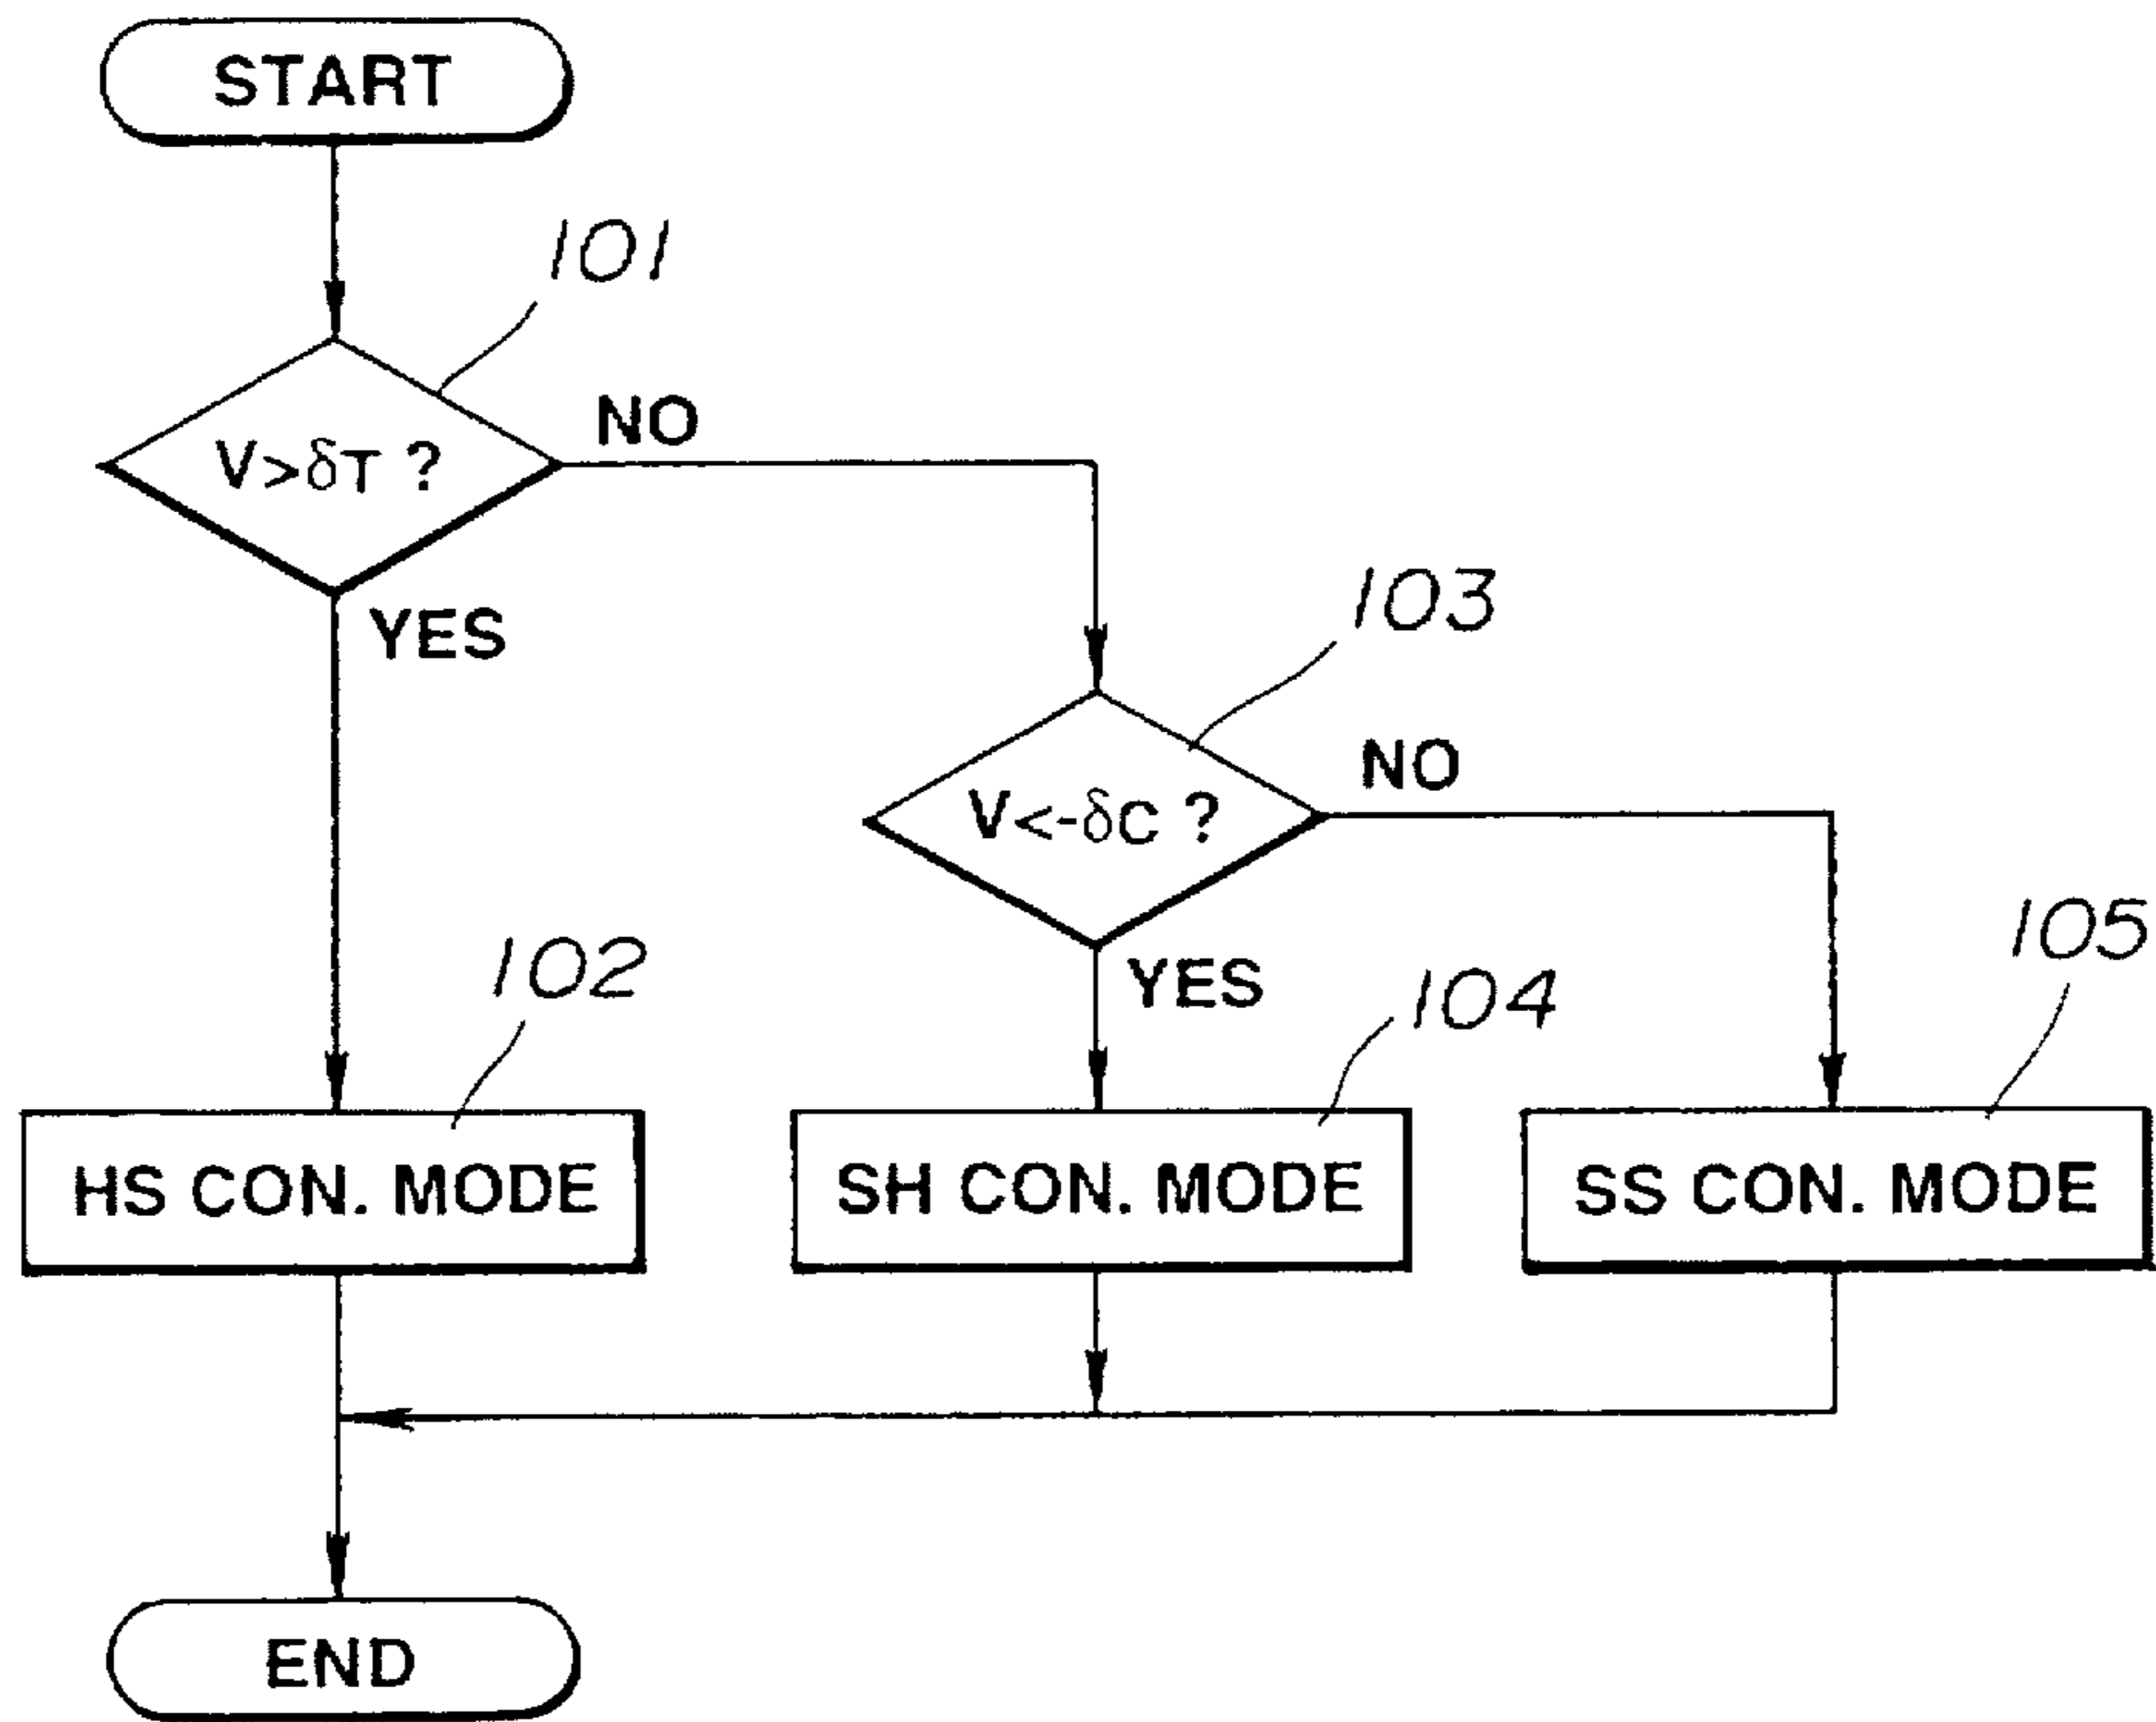 START
101
V>δT ?
NO
YES
103
V<-δC ?
NO
YES
102
104
105
HS CON. MODE
SH CON. MODE
SS CON. MODE
END